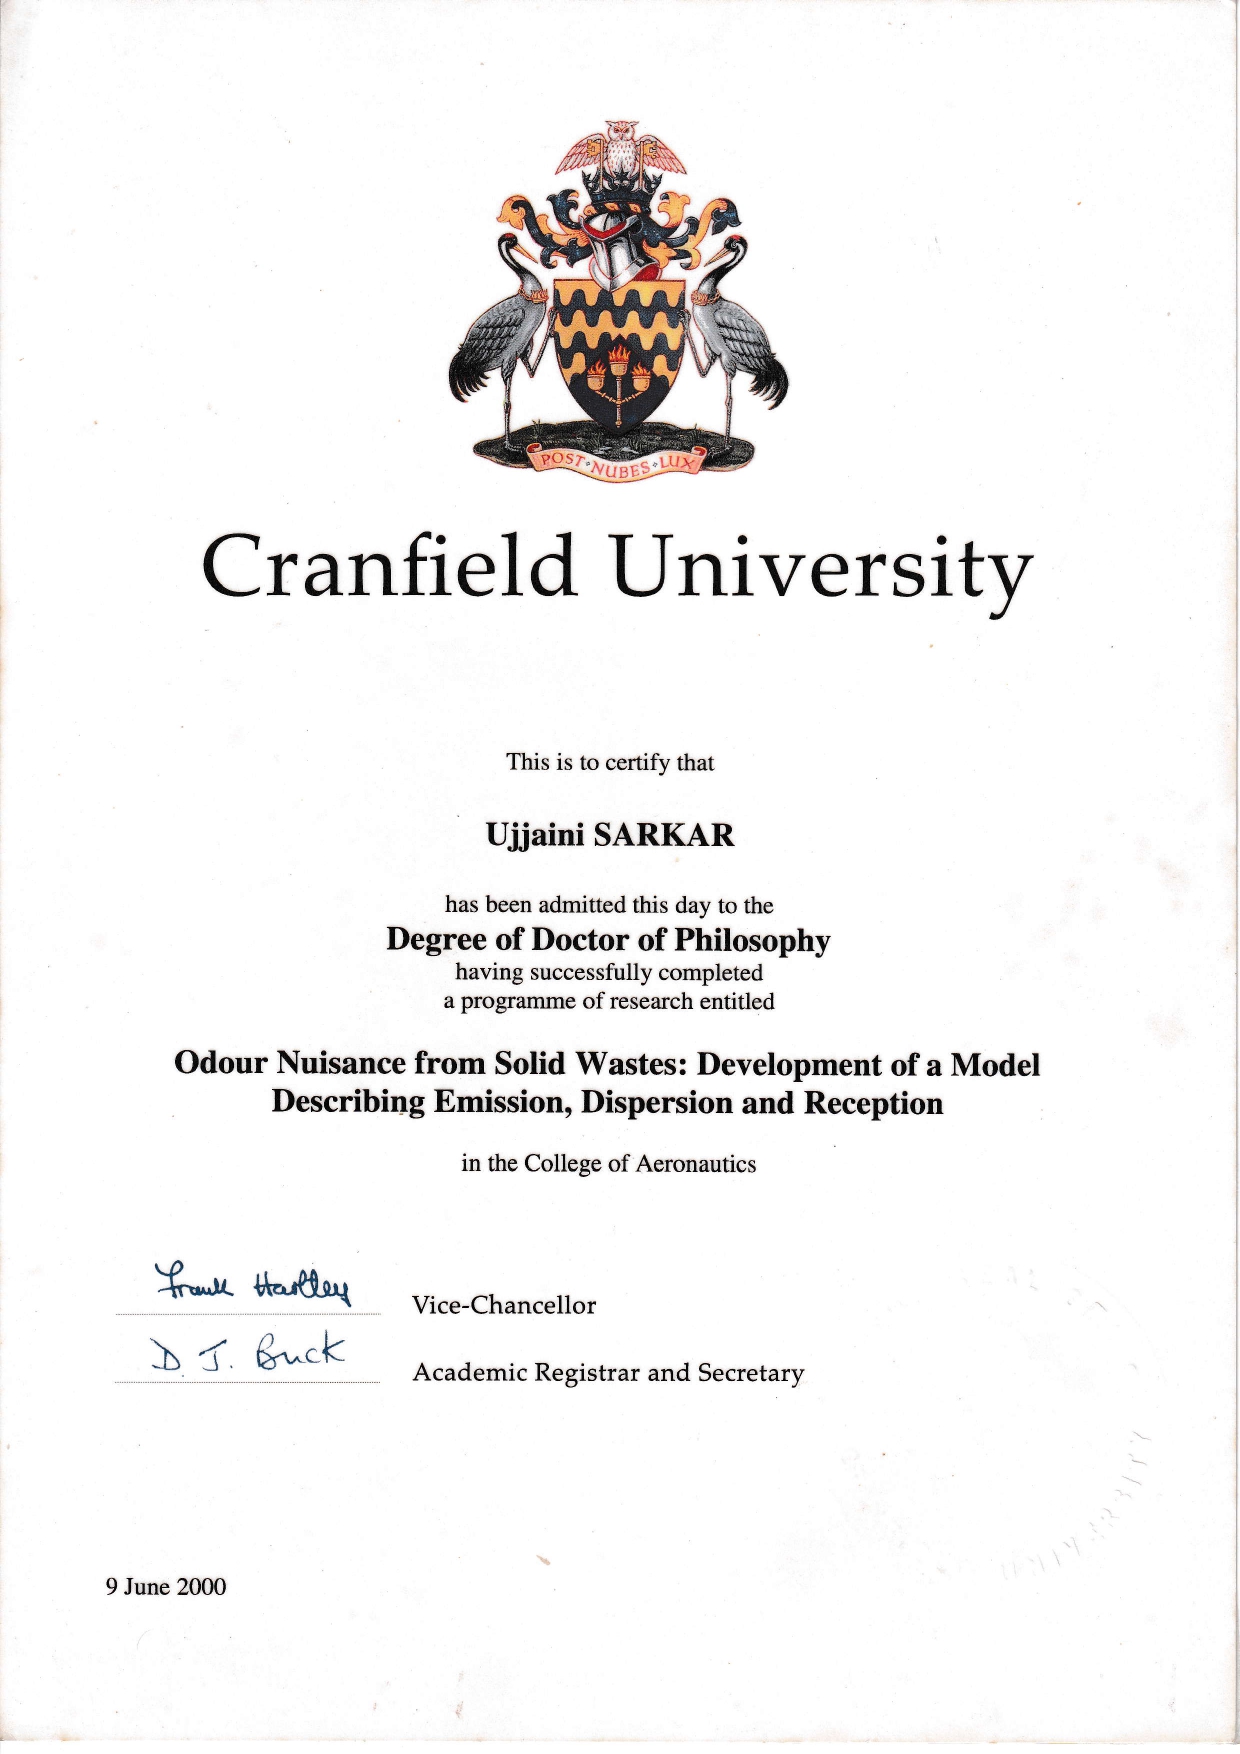 POST NUBES LUX
Cranfield University
This is to certify that
Ujjaini SARKAR
has been admitted this day to the
Degree of Doctor of Philosophy
having successfully completed
a programme of research entitled
Odour Nuisance from Solid Wastes: Development of a Model
Describing Emission, Dispersion and Reception
in the College of Aeronautics
Frank Hartley
Vice-Chancellor
D J. Buck
Academic Registrar and Secretary
UNIVERSITY
9 June 2000